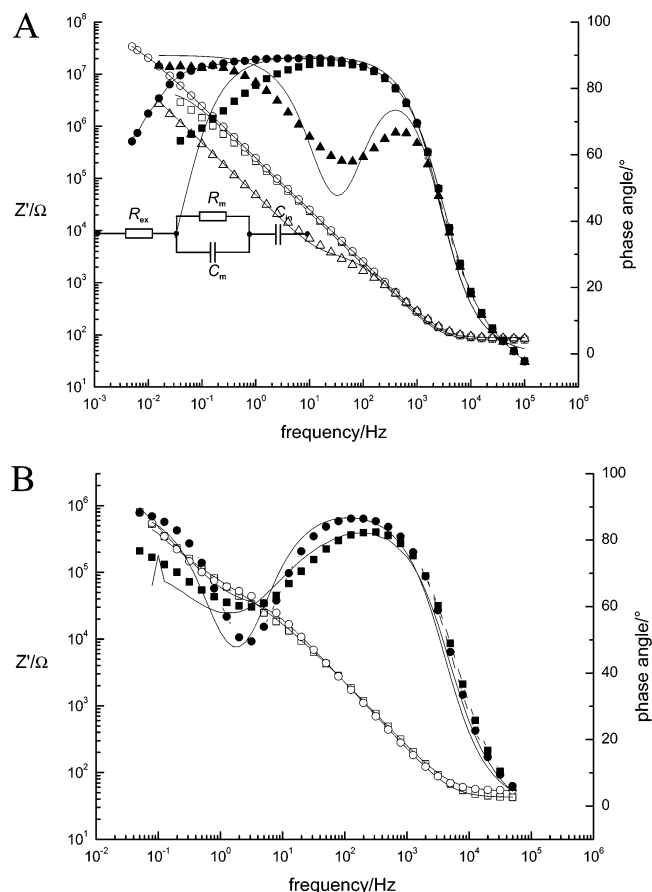 A
10⁸
10⁷
10⁶
10⁵
10⁴
10³
10²
10¹
Z'/Ω
100
80
60
40
20
0
phase angle/°
R_ex
R_m
C_m
10⁻³ 10⁻² 10⁻¹ 10⁰ 10¹ 10² 10³ 10⁴ 10⁵ 10⁶
frequency/Hz
B
10⁶
10⁵
10⁴
10³
10²
10¹
Z'/Ω
100
80
60
40
20
0
phase angle/°
10⁻² 10⁻¹ 10⁰ 10¹ 10² 10³ 10⁴ 10⁵ 10⁶
frequency/Hz